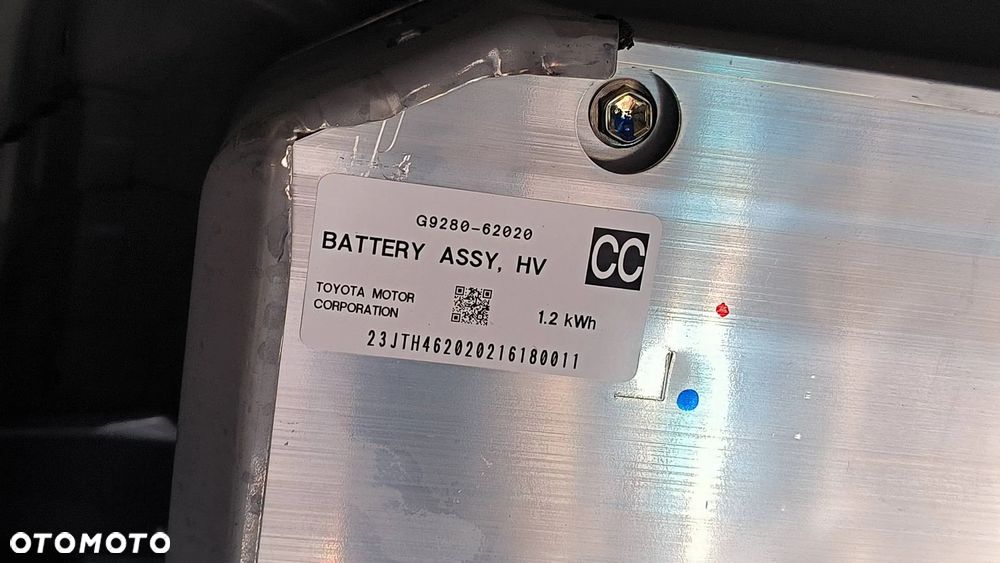 G9280-62020
BATTERY ASSY, HV
CC
TOYOTA MOTOR
CORPORATION
1.2 kWh
23JTH462020216180011
OTOMOTO